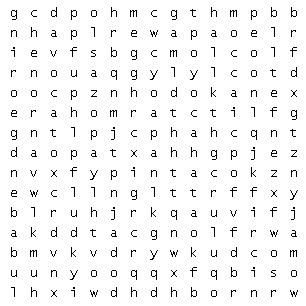 g c d p o h m c g t h m p b b
n h a p l r e w a p a o e l r
i e v f s b g c m o l c o l f
r n o u a q g y l y l c o t d
o o c p z n h o d o k a n e x
e r a h o m r a t c t i l f g
g n t l p j c p h a h c q n t
d a o p a t x a h h g p j e z
n v x f y p i n t a c o k z n
e w c l l n g l t t r f f x y
b l r u h j r k q a u v i f j
a k d d t a c g n o l f r w a
b m v k v d r y w k u d c o m
u u n y o o q q x f q b i s o
l h x i w d h d h b o r n r w